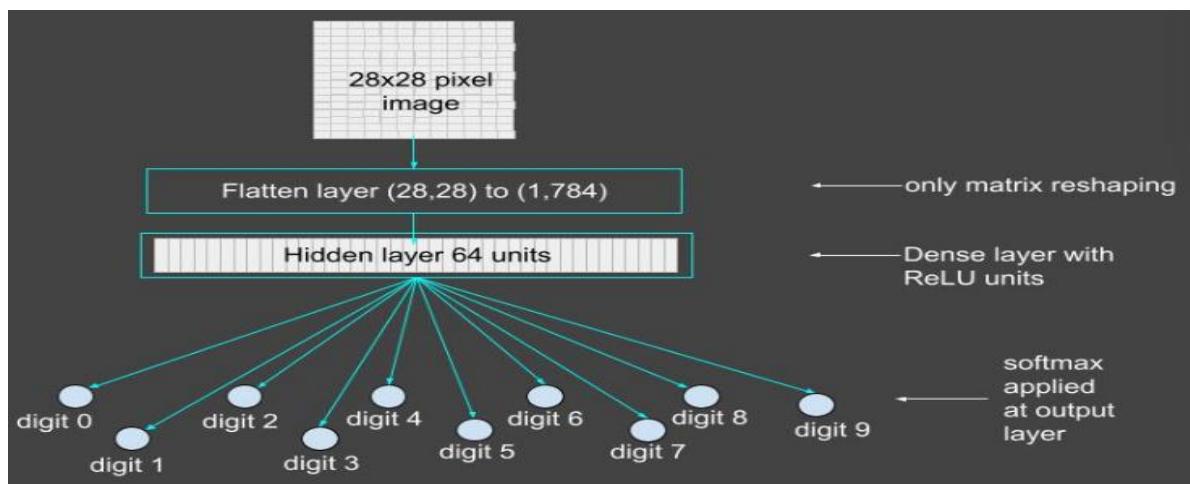 28x28 pixel
image
Flatten layer (28,28) to (1,784)
only matrix reshaping
Hidden layer 64 units
Dense layer with
ReLU units
digit 0
digit 2
digit 4
digit 6
digit 8
digit 9
digit 1
digit 3
digit 5
digit 7
softmax
applied
at output
layer